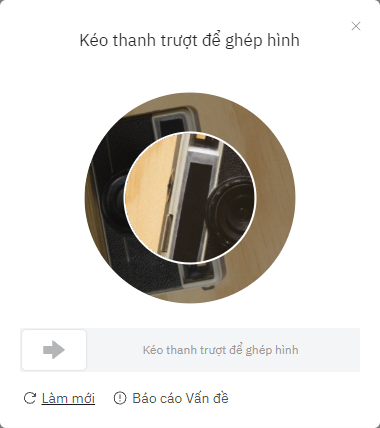 Kéo thanh trượt để ghép hình
Kéo thanh trượt để ghép hình
Làm mới
Báo cáo Vấn đề